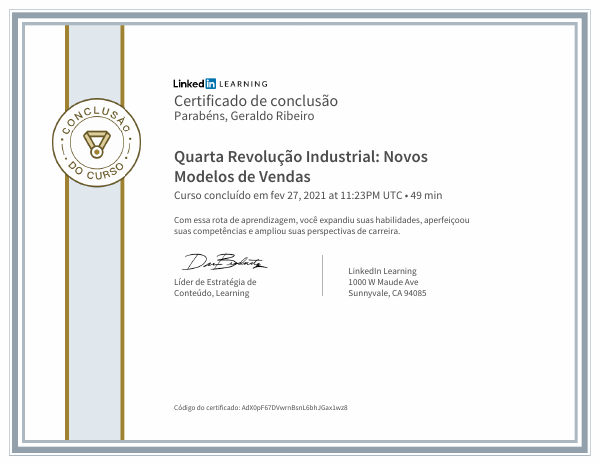 LinkedIn LEARNING
Certificado de conclusão
Parabéns, Geraldo Ribeiro
CONCLUSÃO
DO CURSO
Quarta Revolução Industrial: Novos
Modelos de Vendas
Curso concluído em fev 27, 2021 at 11:23PM UTC • 49 min
Com essa rota de aprendizagem, você expandiu suas habilidades, aperfeiçoou
suas competências e ampliou suas perspectivas de carreira.
Líder de Estratégia de
Conteúdo, Learning
LinkedIn Learning
1000 W Maude Ave
Sunnyvale, CA 94085
Código do certificado: AdX0pF67DVwrnBsnL6bhJGax1wz8